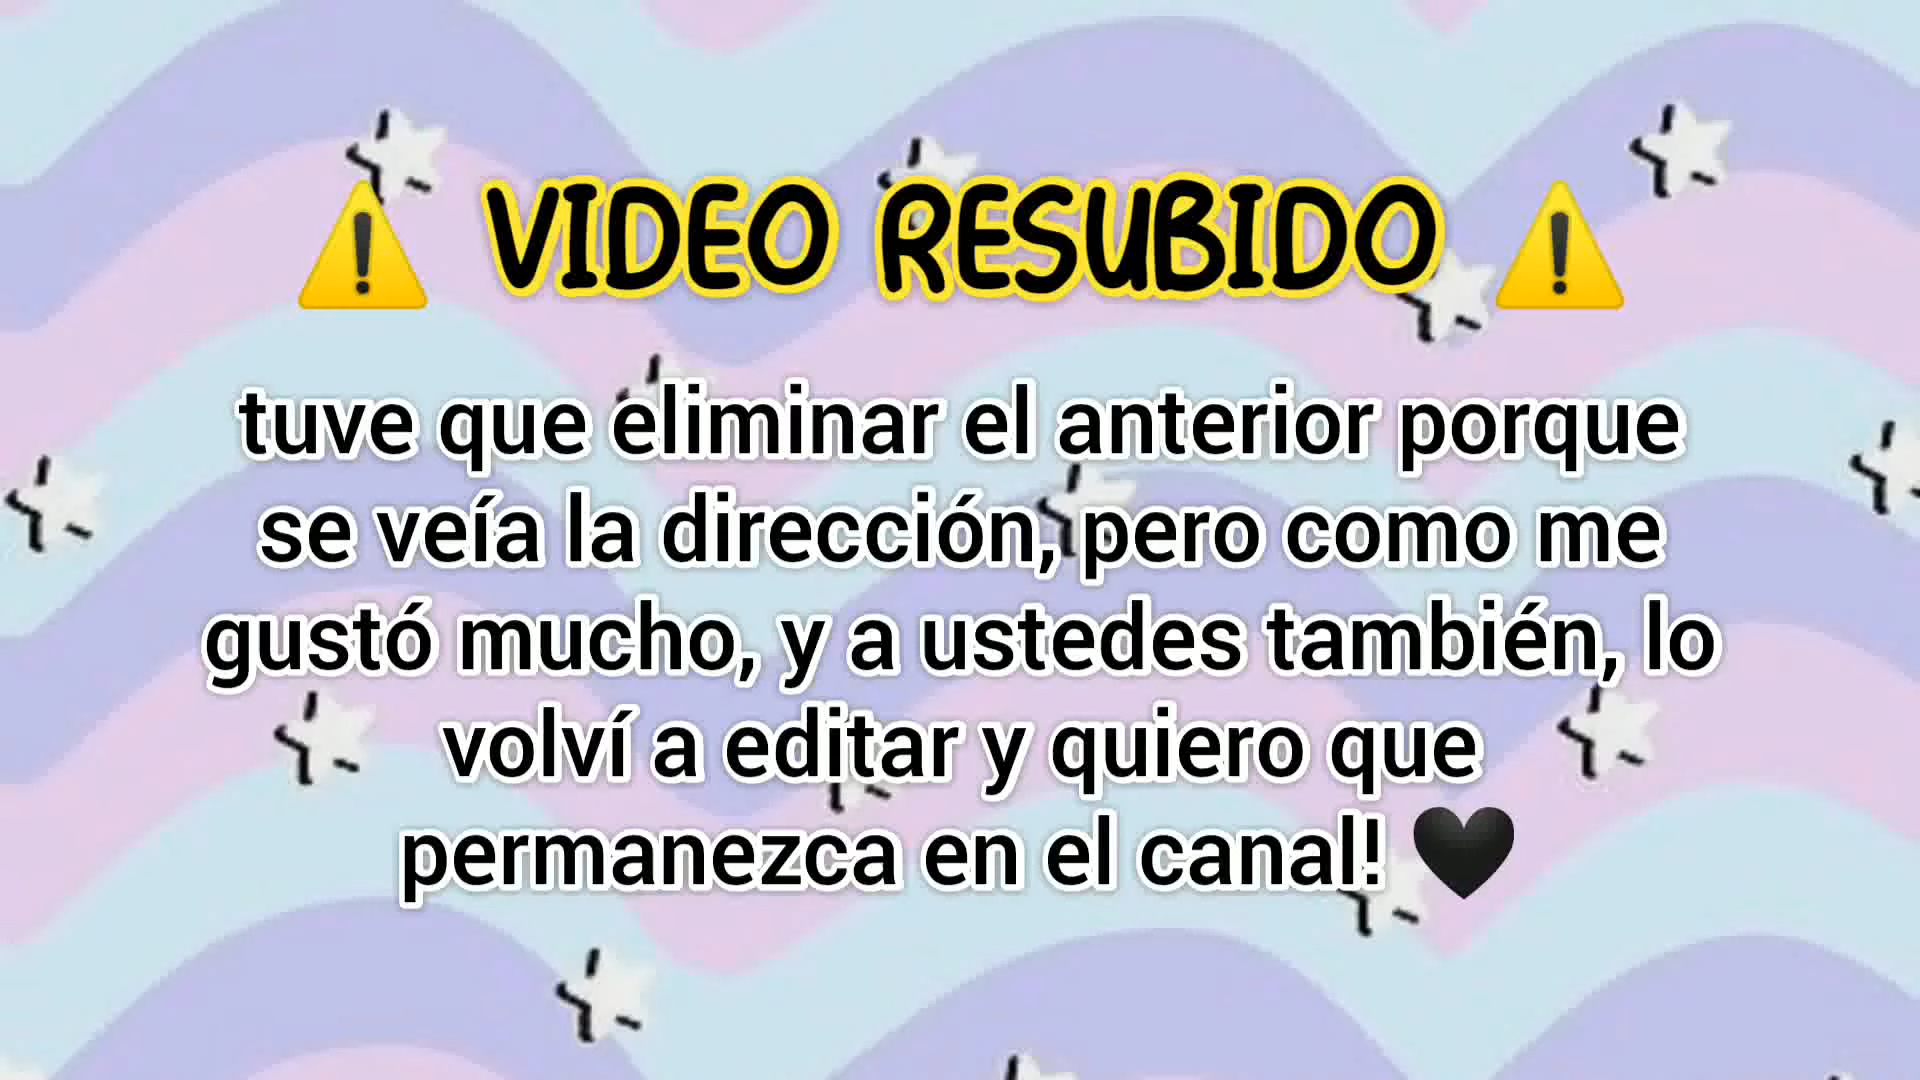 ⚠️ VIDEO RESUBIDO ⚠️
tuve que eliminar el anterior porque
se veía la dirección, pero como me
gustó mucho, y a ustedes también, lo
volví a editar y quiero que
permanezca en el canal! 🖤